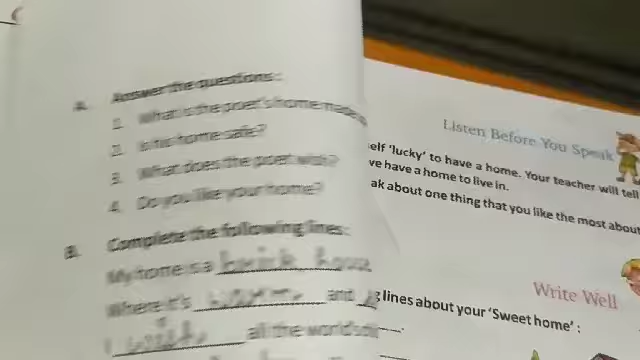 A. Answer the questions :
1. What is the poet's home made
2. Is his home safe?
3. What does the poet wish?
4. Do you like your home?
B. Complete the following lines :
My home is a brick house
Where it's warm and
I all the world's
Listen Before You Speak
elf 'lucky' to have a home. Your teacher will tell
ve have a home to live in.
ak about one thing that you like the most about
Write Well
g lines about your 'Sweet home' :